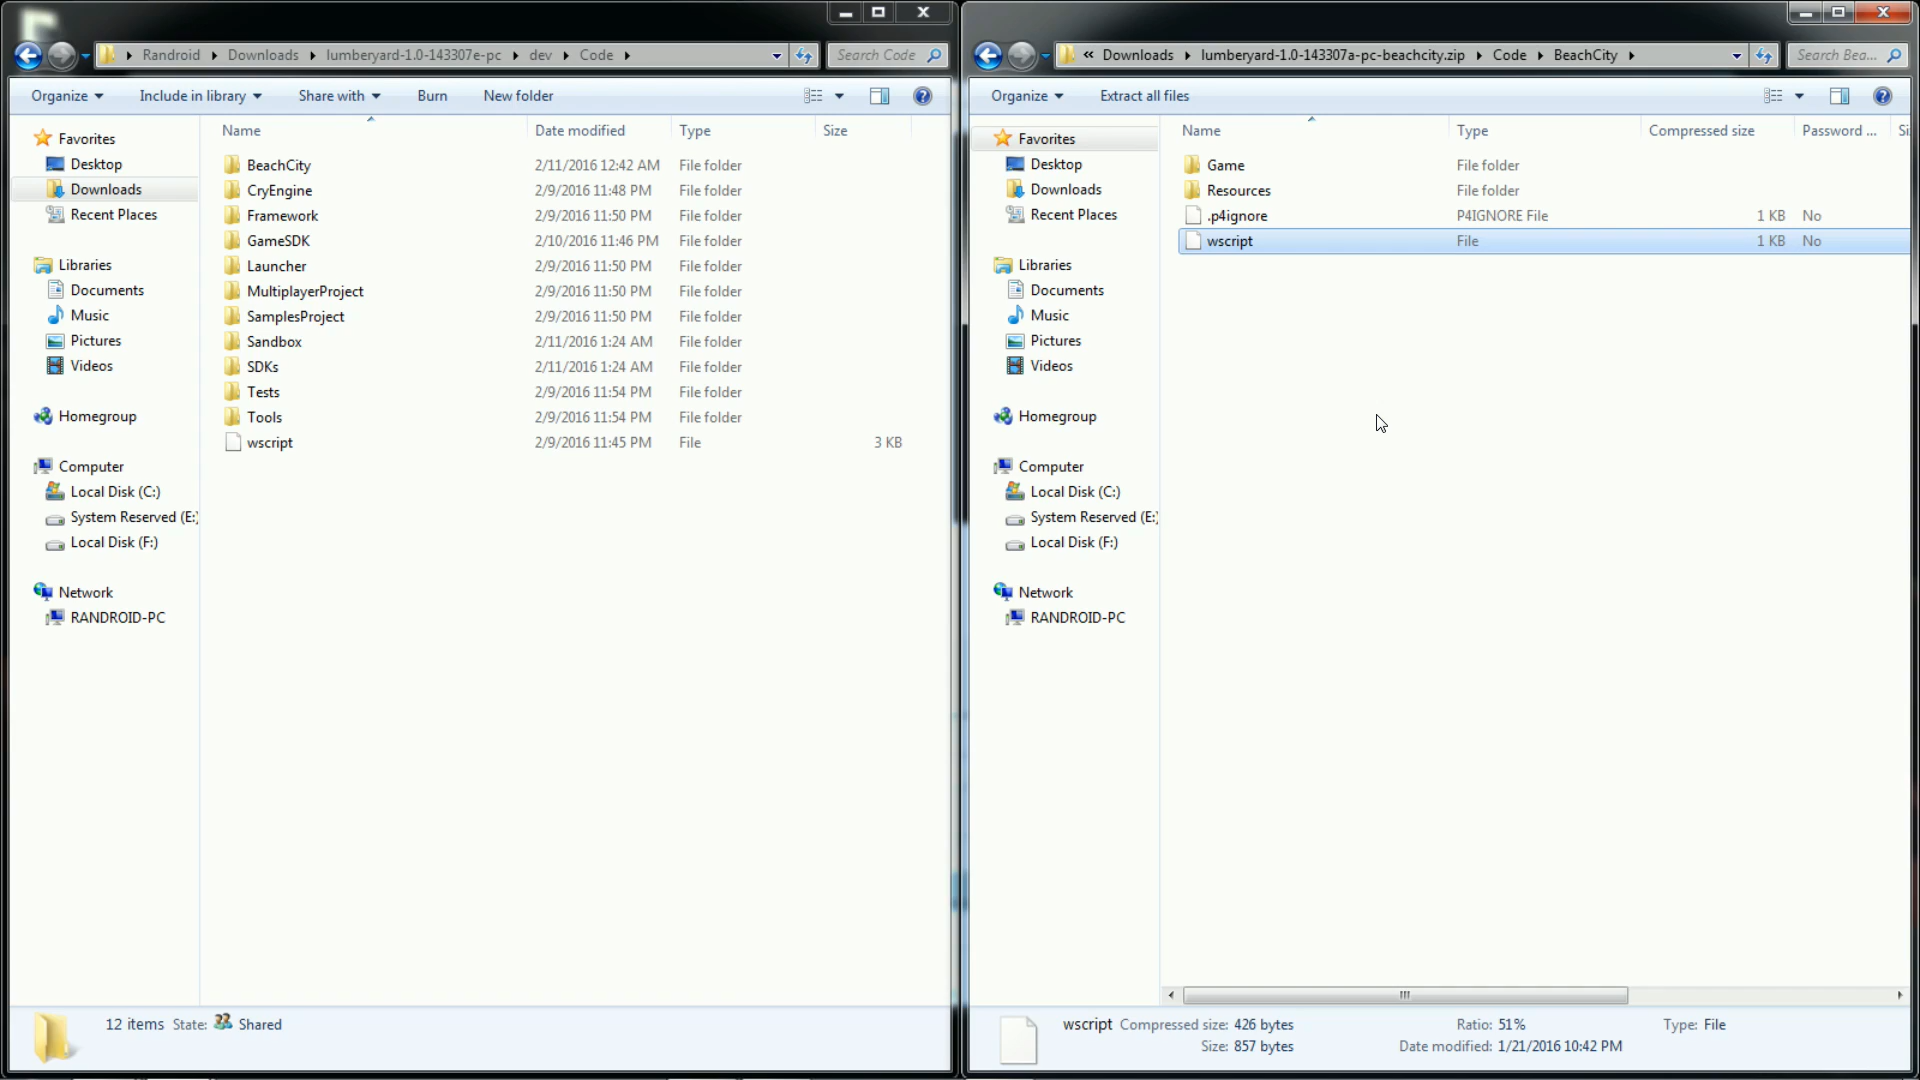 Randroid Downloads lumberyard-1.0-143307e-pc dev Code
Search Code
Organize Include in library Share with Burn New folder
Favorites
Desktop
Downloads
Recent Places
Libraries
Documents
Music
Pictures
Videos
Homegroup
Computer
Local Disk (C:)
System Reserved (E:)
Local Disk (F:)
Network
RANDROID-PC
Name Date modified Type Size
BeachCity 2/11/2016 12:42 AM File folder
CryEngine 2/9/2016 11:48 PM File folder
Framework 2/9/2016 11:50 PM File folder
GameSDK 2/10/2016 11:46 PM File folder
Launcher 2/9/2016 11:50 PM File folder
MultiplayerProject 2/9/2016 11:50 PM File folder
SamplesProject 2/9/2016 11:50 PM File folder
Sandbox 2/11/2016 1:24 AM File folder
SDKs 2/11/2016 1:24 AM File folder
Tests 2/9/2016 11:54 PM File folder
Tools 2/9/2016 11:54 PM File folder
wscript 2/9/2016 11:45 PM File 3 KB
12 items State: Shared
« Downloads lumberyard-1.0-143307a-pc-beachcity.zip Code BeachCity
Search Bea...
Organize Extract all files
Favorites
Desktop
Downloads
Recent Places
Libraries
Documents
Music
Pictures
Videos
Homegroup
Computer
Local Disk (C:)
System Reserved (E:)
Local Disk (F:)
Network
RANDROID-PC
Name Type Compressed size Password ... Si
Game File folder
Resources File folder
.p4ignore P4IGNORE File 1 KB No
wscript File 1 KB No
wscript Compressed size: 426 bytes Ratio: 51% Type: File
Size: 857 bytes Date modified: 1/21/2016 10:42 PM